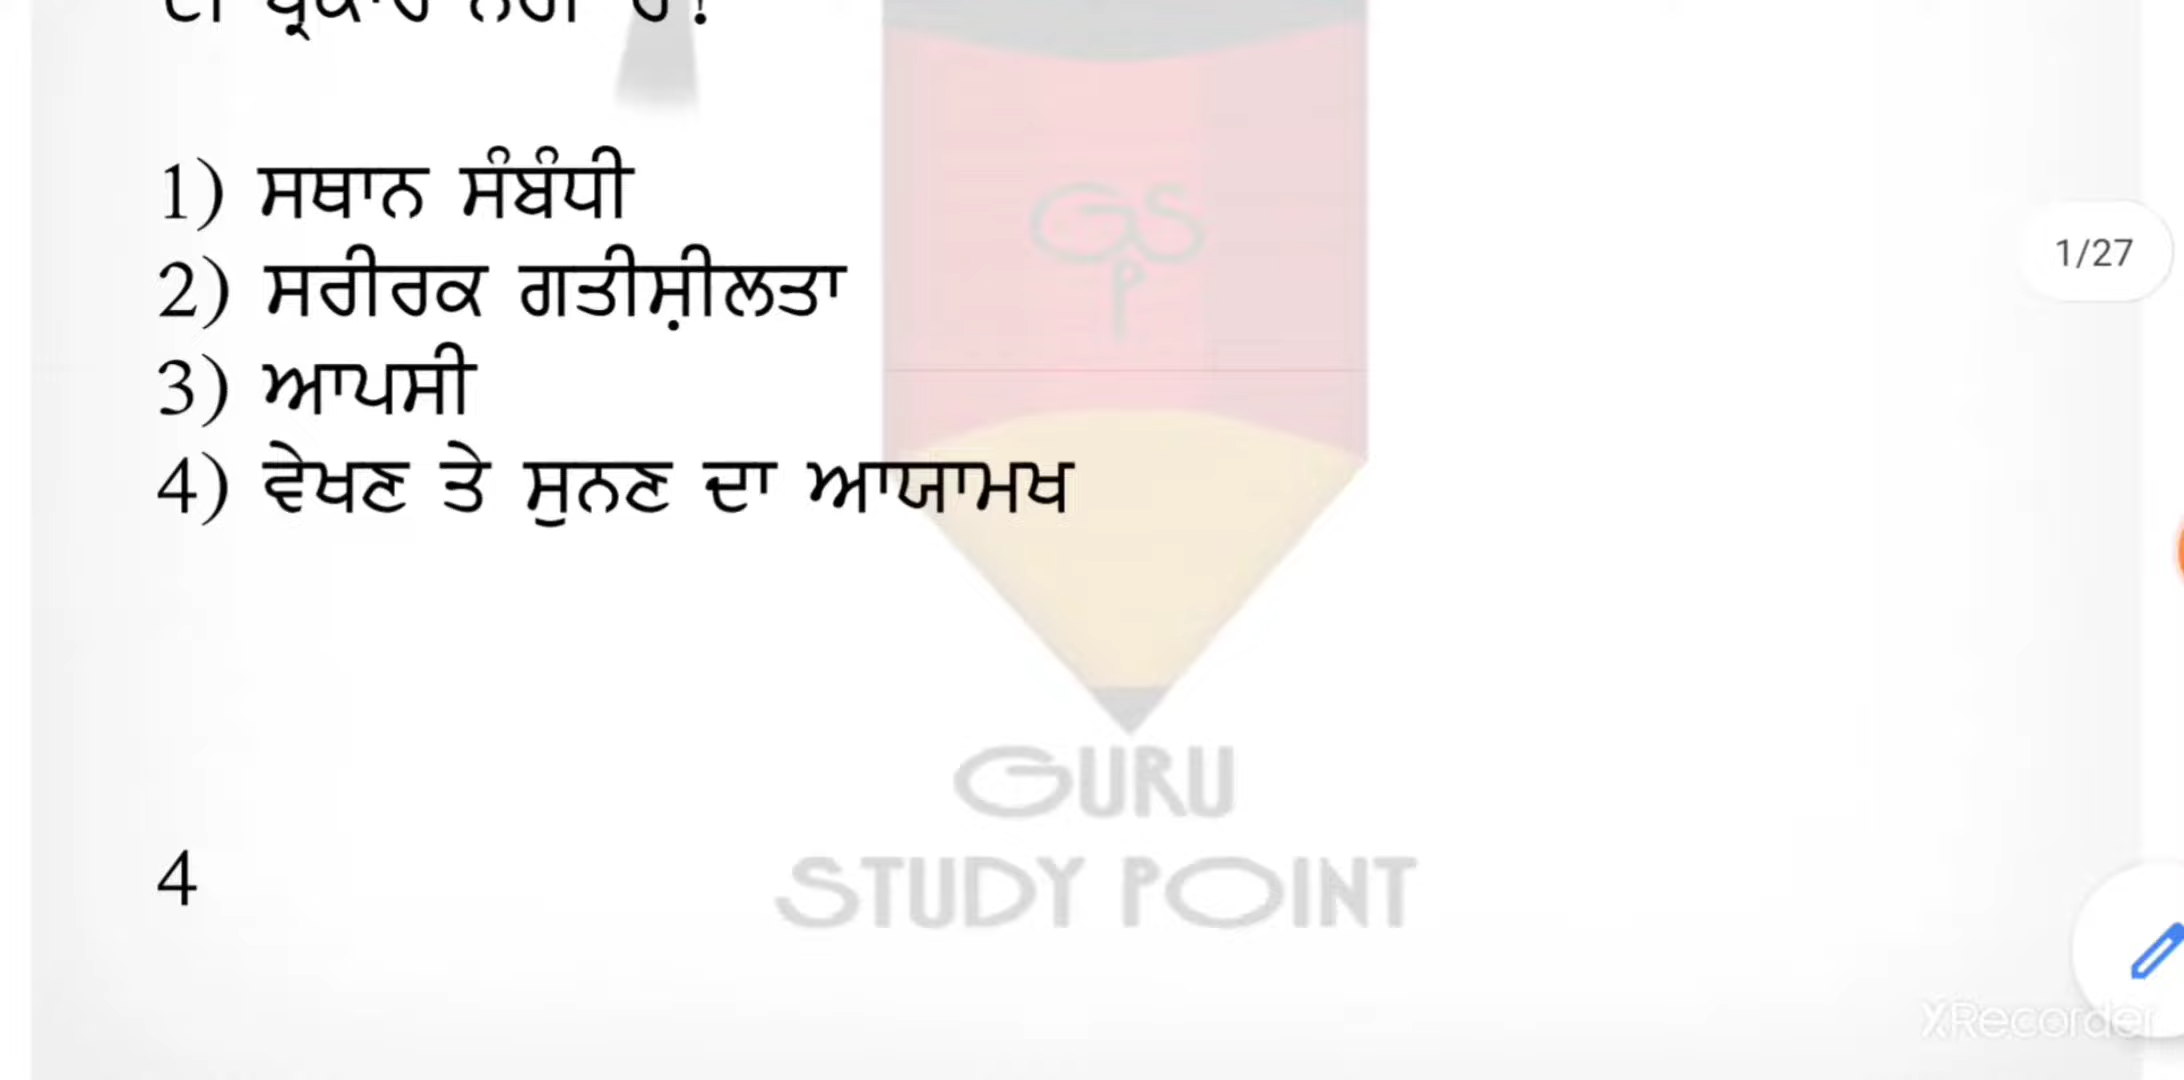 1) ਸਥਾਨ ਸੰਬੰਧੀ
2) ਸਰੀਰਕ ਗਤੀਸ਼ੀਲਤਾ
3) ਆਪਸੀ
4) ਵੇਖਣ ਤੇ ਸੁਨਣ ਦਾ ਆਯਾਮਖ
4
GSP
1/27
GURU
STUDY POINT
XRecorder